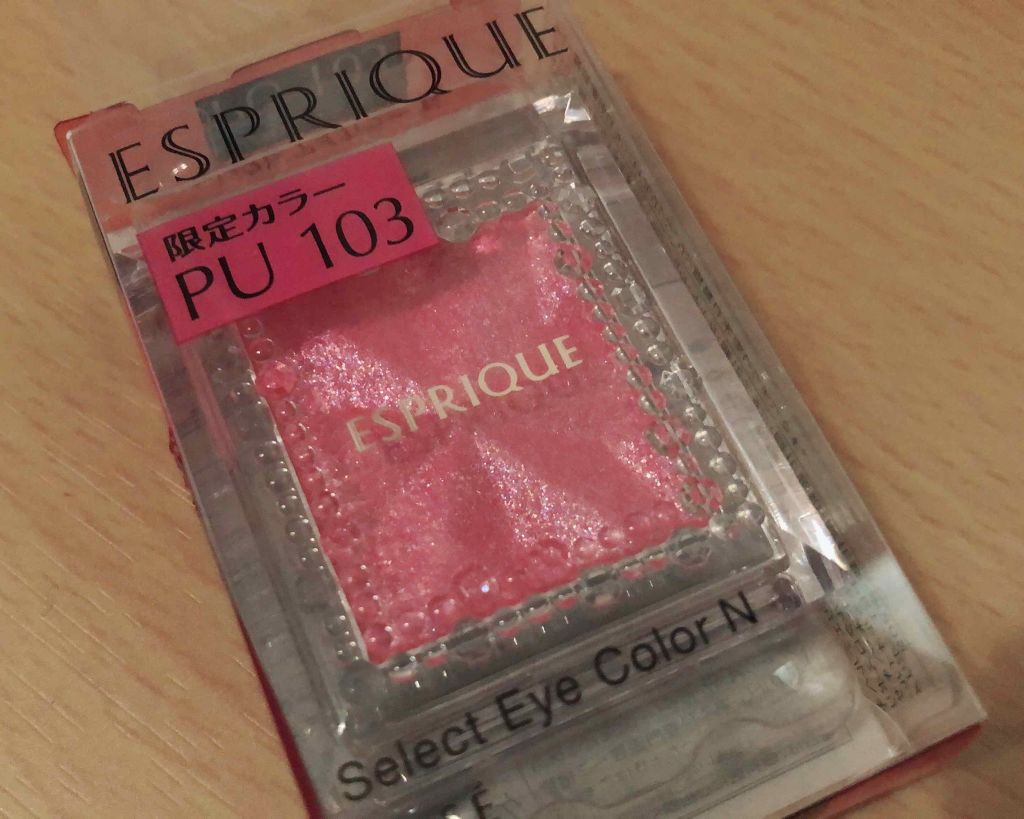 ESPRIQUE
限定カラー
PU 103
ESPRIQUE
Select Eye Color N